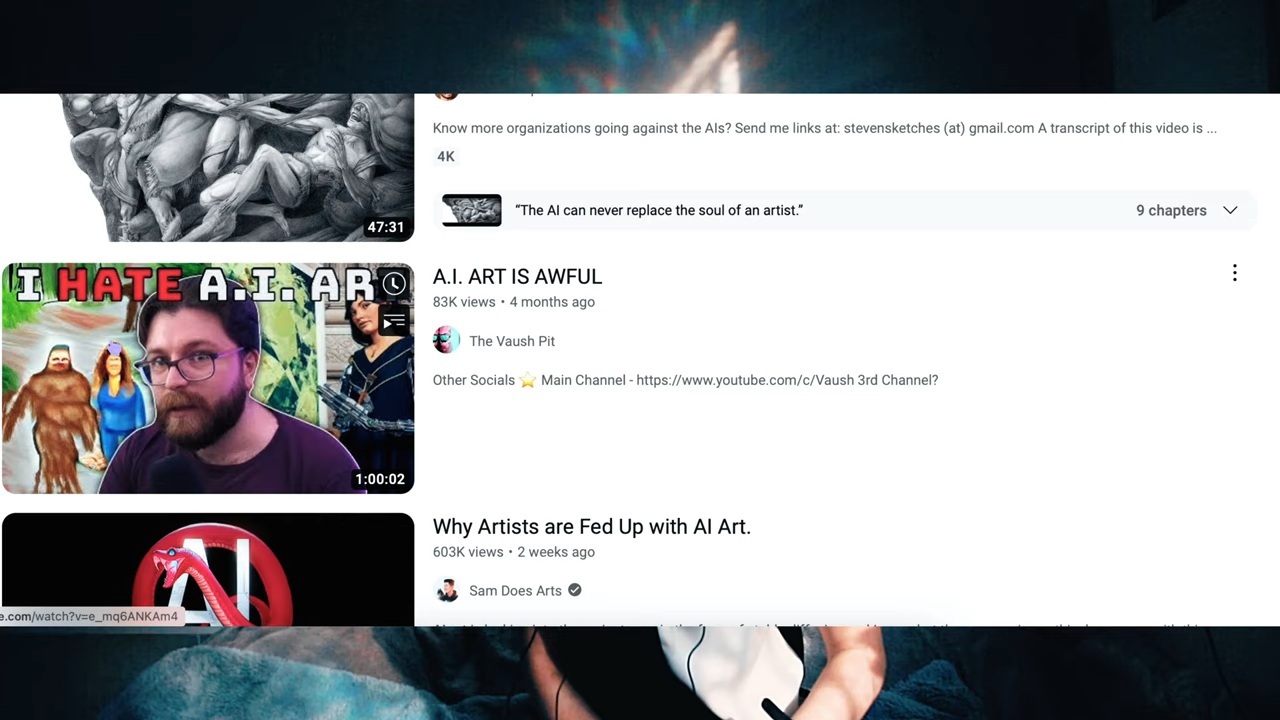 Know more organizations going against the AIs? Send me links at: stevensketches (at) gmail.com A transcript of this video is ...
4K
47:31
“The AI can never replace the soul of an artist.”
9 chapters
I HATE A.I. AR
A.I. ART IS AWFUL
83K views • 4 months ago
The Vaush Pit
Other Socials ⭐ Main Channel - https://www.youtube.com/c/Vaush 3rd Channel?
1:00:02
Why Artists are Fed Up with AI Art.
603K views • 2 weeks ago
Sam Does Arts
AI
e.com/watch?v=e_mq6ANKAm4